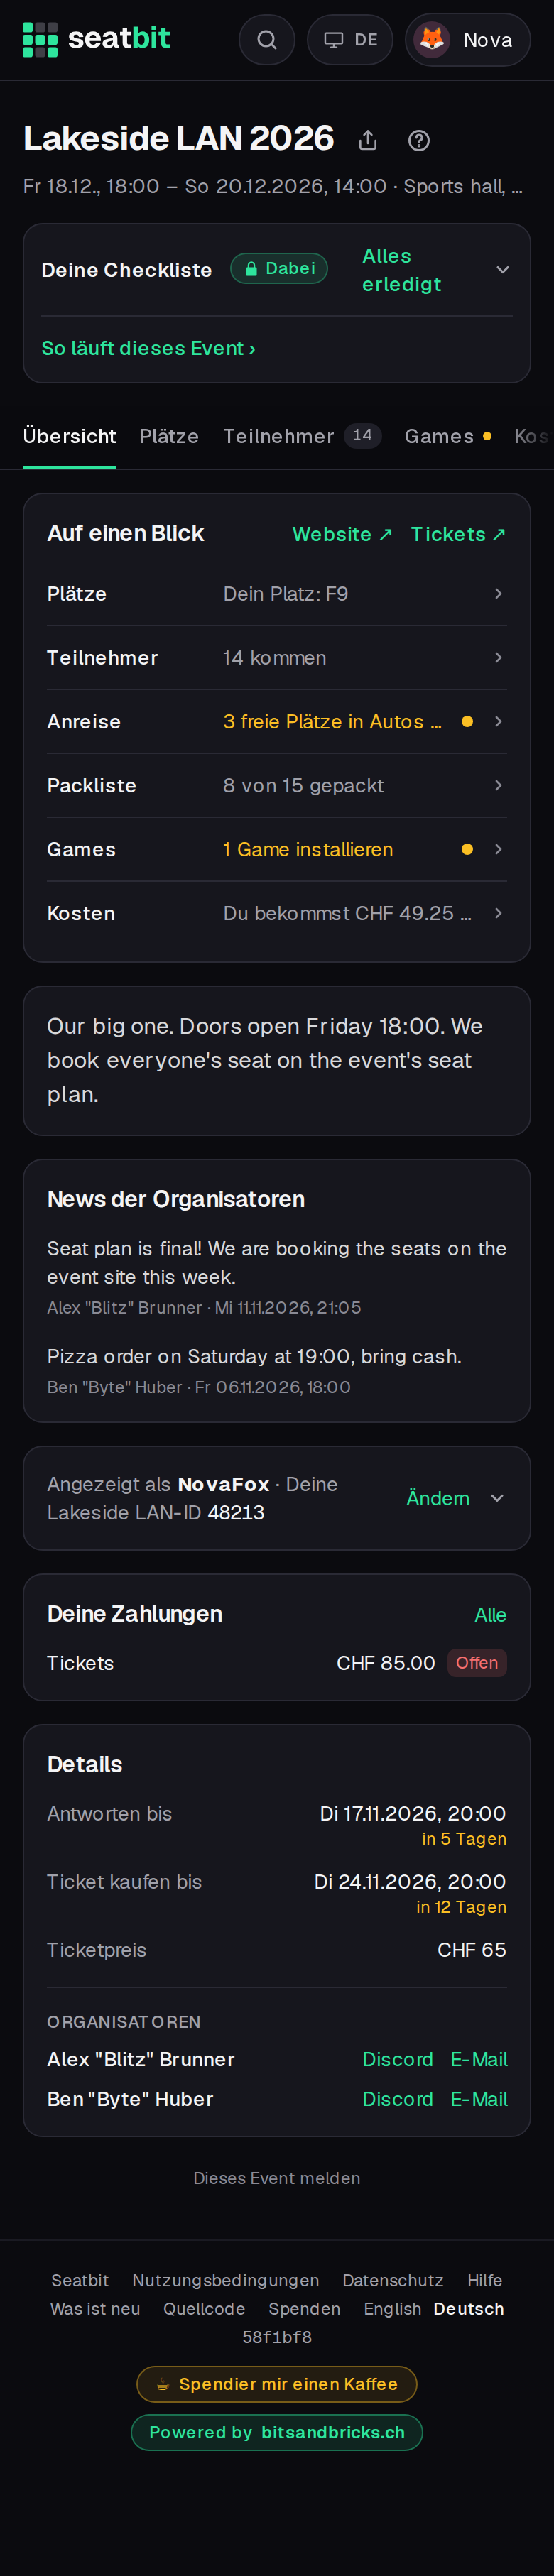 seatbit
DE
Nova
Lakeside LAN 2026
Fr 18.12., 18:00 – So 20.12.2026, 14:00 · Sports hall, ...
Deine Checkliste
Dabei
Alles
erledigt
So läuft dieses Event ›
Übersicht Plätze Teilnehmer 14 Games Kos
Auf einen Blick Website ↗ Tickets ↗
Plätze Dein Platz: F9
Teilnehmer 14 kommen
Anreise 3 freie Plätze in Autos ...
Packliste 8 von 15 gepackt
Games 1 Game installieren
Kosten Du bekommst CHF 49.25 ...
Our big one. Doors open Friday 18:00. We
book everyone's seat on the event's seat
plan.
News der Organisatoren
Seat plan is final! We are booking the seats on the
event site this week.
Alex "Blitz" Brunner · Mi 11.11.2026, 21:05
Pizza order on Saturday at 19:00, bring cash.
Ben "Byte" Huber · Fr 06.11.2026, 18:00
Angezeigt als NovaFox · Deine
Lakeside LAN-ID 48213
Ändern
Deine Zahlungen Alle
Tickets CHF 85.00 Offen
Details
Antworten bis Di 17.11.2026, 20:00
in 5 Tagen
Ticket kaufen bis Di 24.11.2026, 20:00
in 12 Tagen
Ticketpreis CHF 65
ORGANISATOREN
Alex "Blitz" Brunner Discord E-Mail
Ben "Byte" Huber Discord E-Mail
Dieses Event melden
Seatbit Nutzungsbedingungen Datenschutz Hilfe
Was ist neu Quellcode Spenden English Deutsch
58f1bf8
Spendier mir einen Kaffee
Powered by bitsandbricks.ch